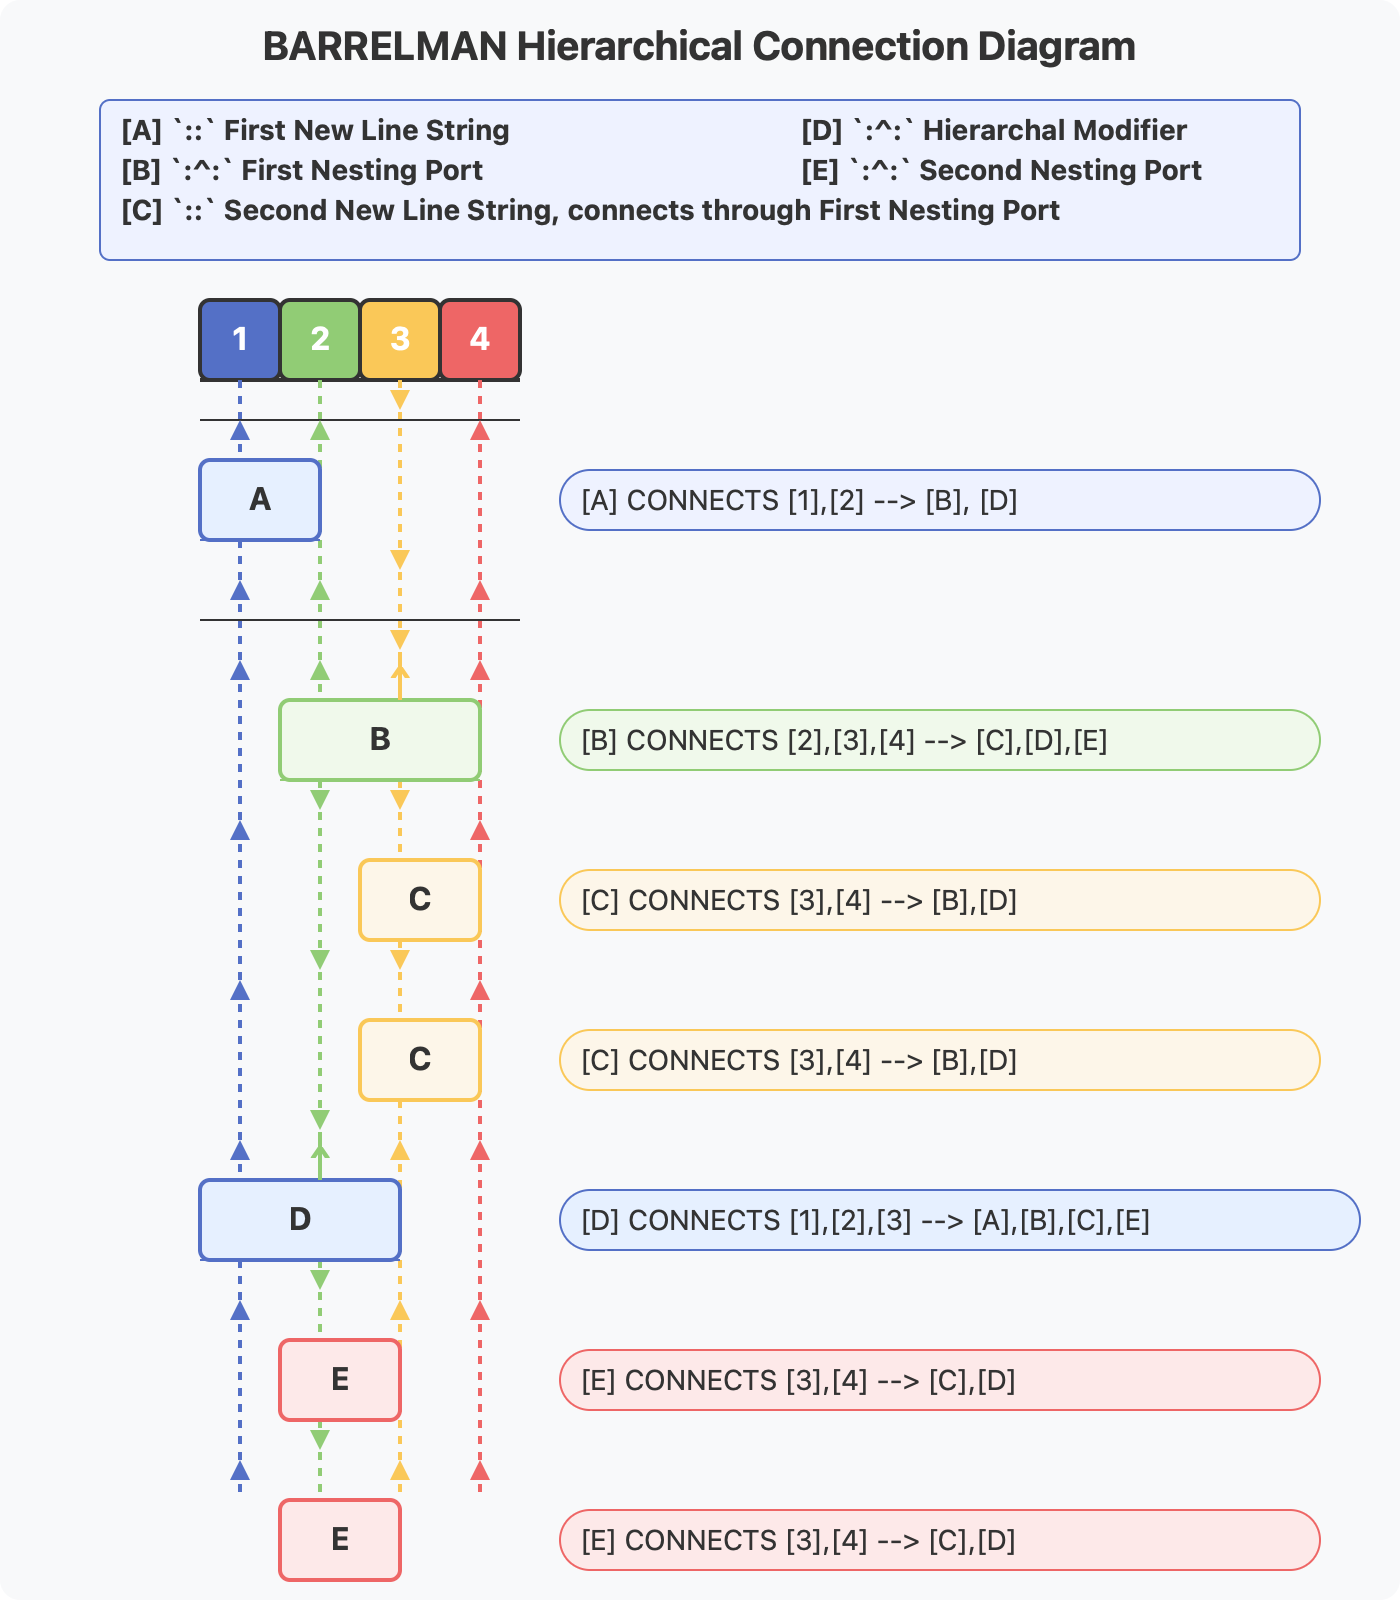 BARRELMAN Hierarchical Connection Diagram
[A] `::` First New Line String
[D] `:^:` Hierarchal Modifier
[B] `:^:` First Nesting Port
[E] `:^:` Second Nesting Port
[C] `::` Second New Line String, connects through First Nesting Port
1 2 3 4
A
[A] CONNECTS [1],[2] --> [B], [D]
B
[B] CONNECTS [2],[3],[4] --> [C],[D],[E]
C
[C] CONNECTS [3],[4] --> [B],[D]
C
[C] CONNECTS [3],[4] --> [B],[D]
D
[D] CONNECTS [1],[2],[3] --> [A],[B],[C],[E]
E
[E] CONNECTS [3],[4] --> [C],[D]
E
[E] CONNECTS [3],[4] --> [C],[D]